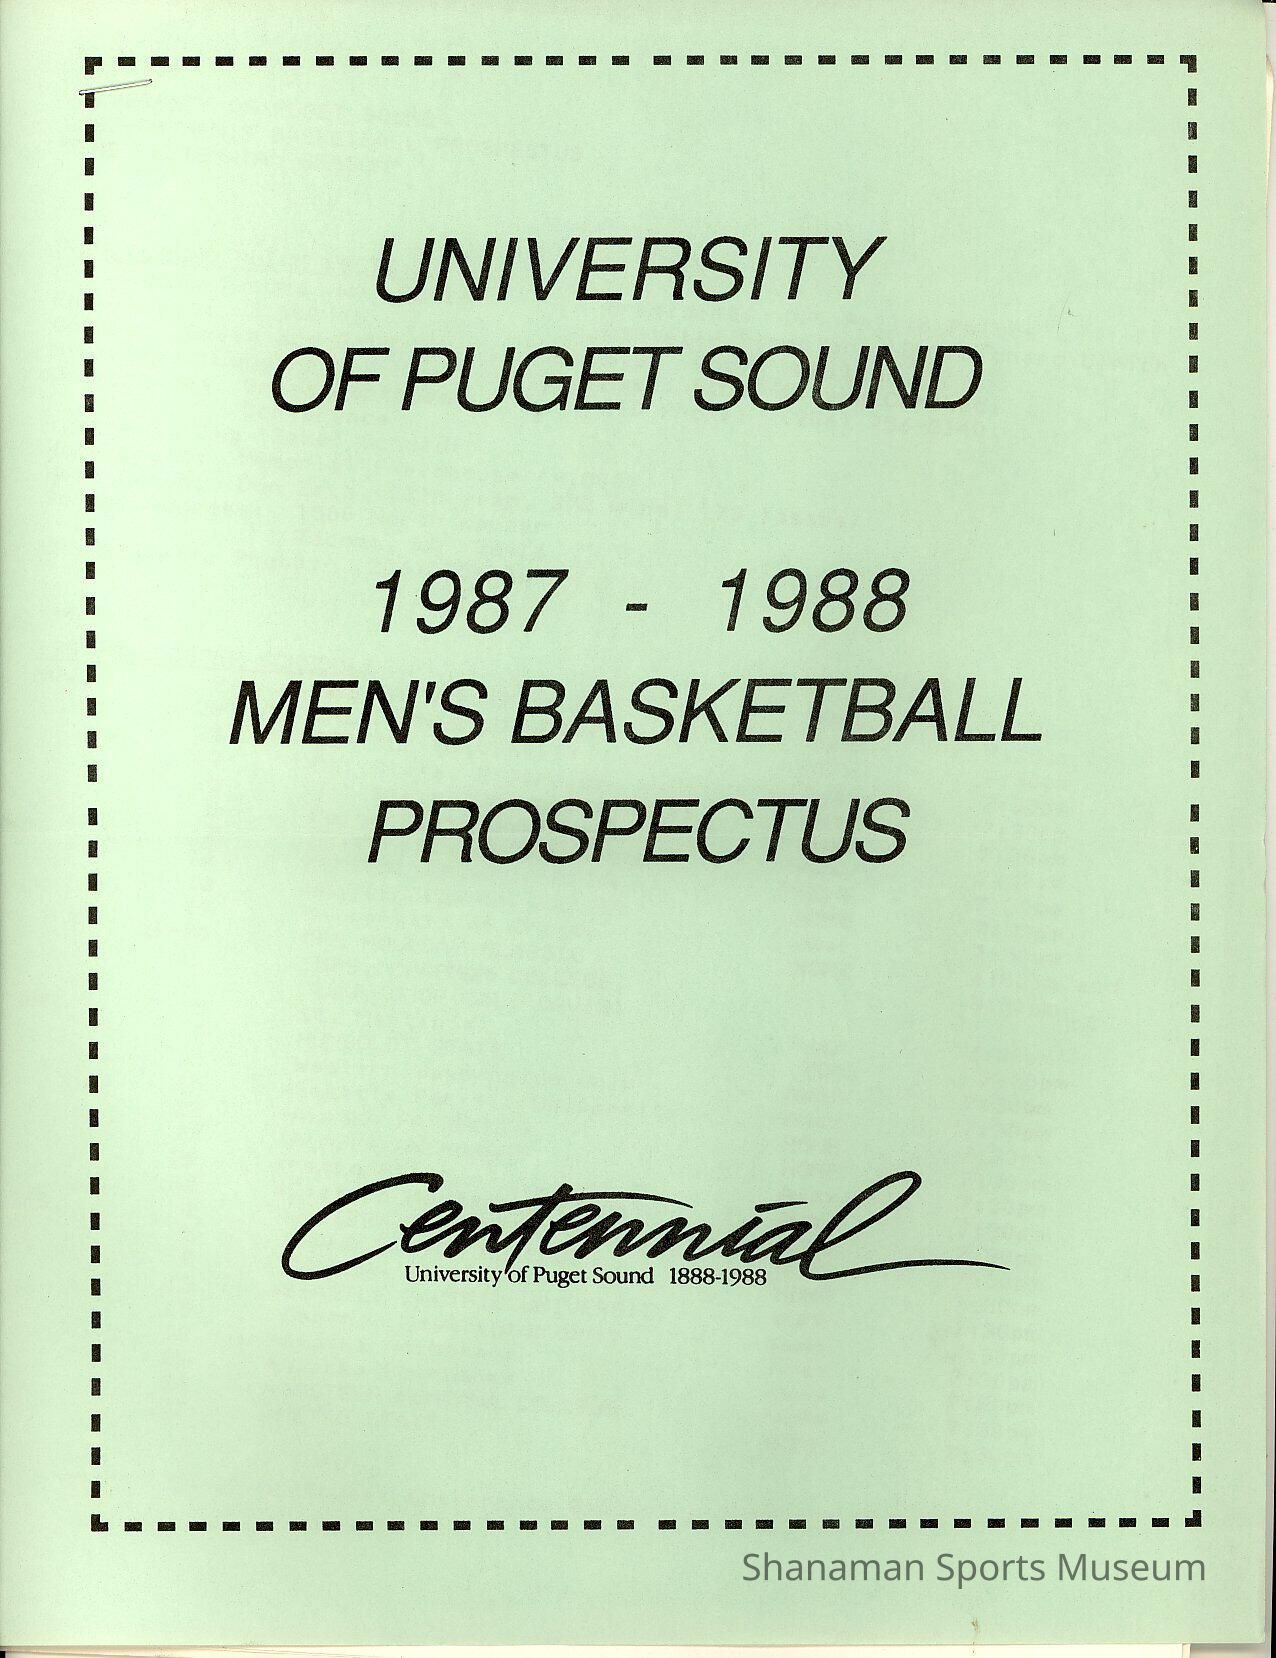 UNIVERSITY
OF PUGET SOUND
1987 - 1988
MEN'S BASKETBALL
PROSPECTUS
Centennial
University of Puget Sound 1888-1988
Shanaman Sports Museum